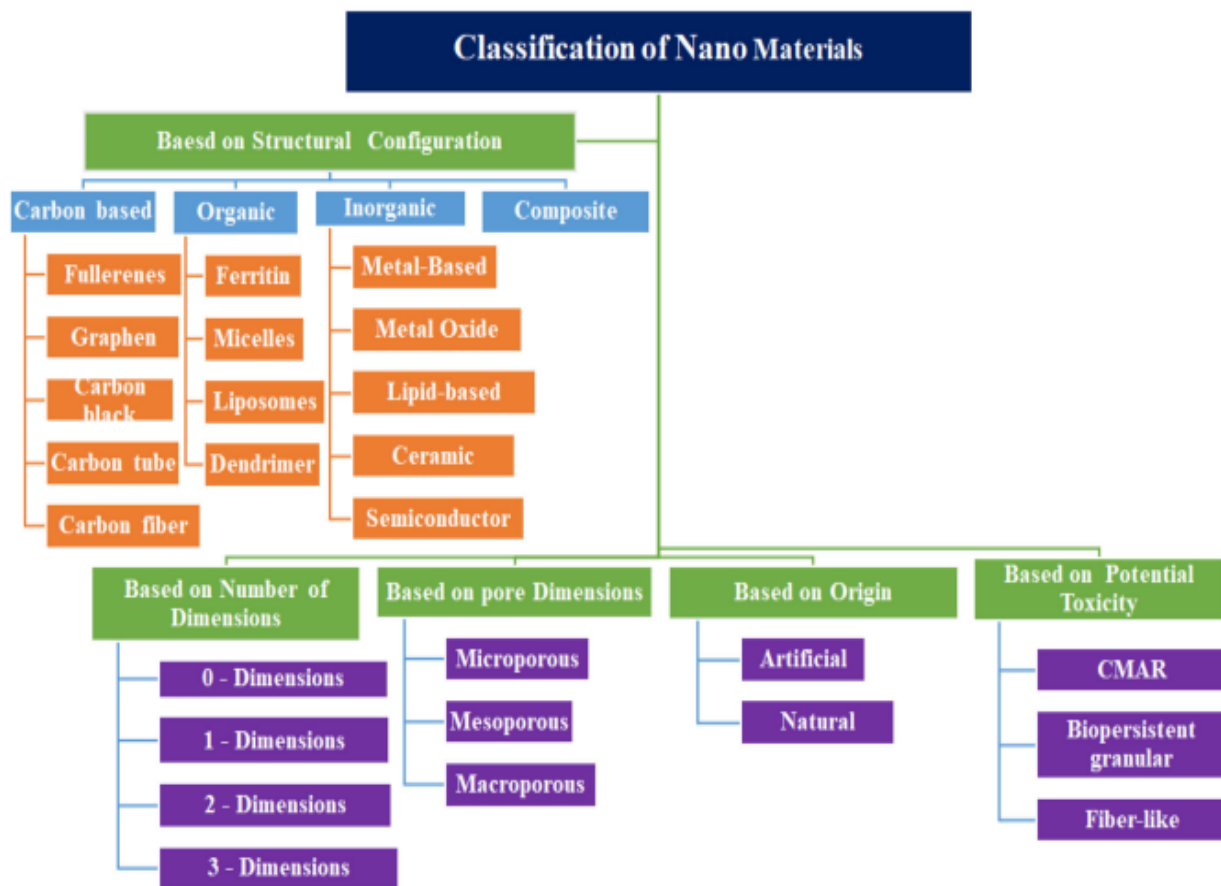 Classification of Nano Materials
Baesd on Structural Configuration
Carbon based
Organic
Inorganic
Composite
Fullerenes
Graphen
Carbon
black
Carbon tube
Carbon fiber
Ferritin
Micelles
Liposomes
Dendrimer
Metal-Based
Metal Oxide
Lipid-based
Ceramic
Semiconductor
Based on Number of
Dimensions
0 - Dimensions
1 - Dimensions
2 - Dimensions
3 - Dimensions
Based on pore Dimensions
Microporous
Mesoporous
Macroporous
Based on Origin
Artificial
Natural
Based on Potential
Toxicity
CMAR
Biopersistent
granular
Fiber-like